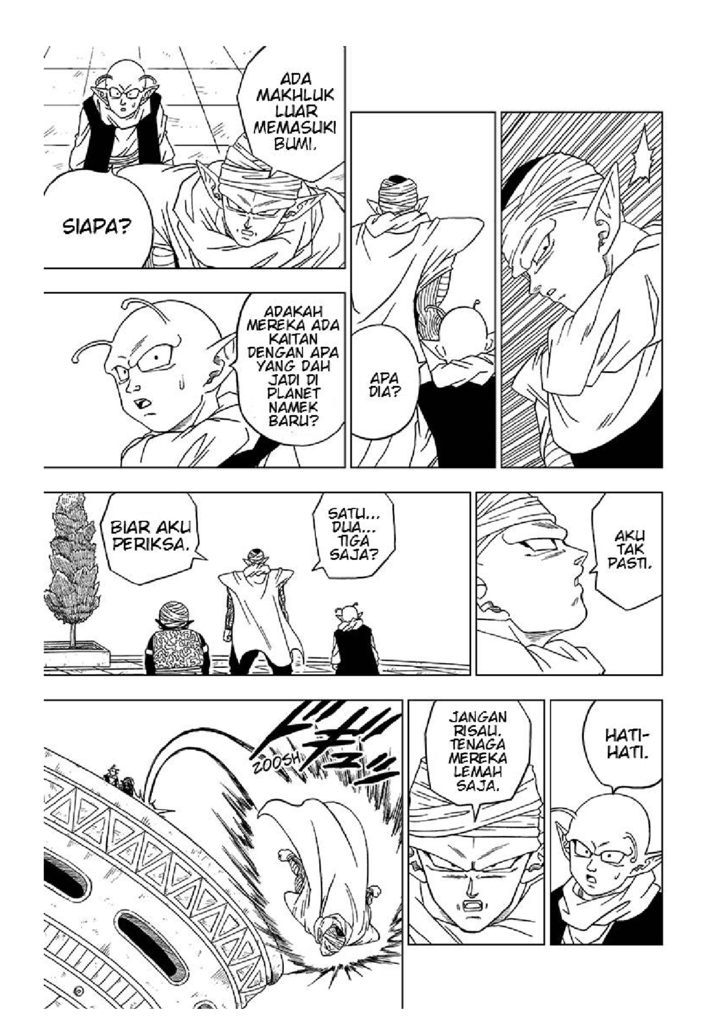 APA
DIA?
ADA
MAKHLUK
LUAR
MEMASUKI
BUMI.
SIAPA?
ADAKAH
MEREKA ADA
KAITAN
DENGAN APA
YANG DAH
JADI DI
PLANET
NAMEK
BARU?
AKU
TAK
PASTI.
SATU...
DUA...
TIGA
SAJA?
BIAR AKU
PERIKSA.
HATI-
HATI.
JANGAN
RISAU.
TENAGA
MEREKA
LEMAH
SAJA.
ZOOSH